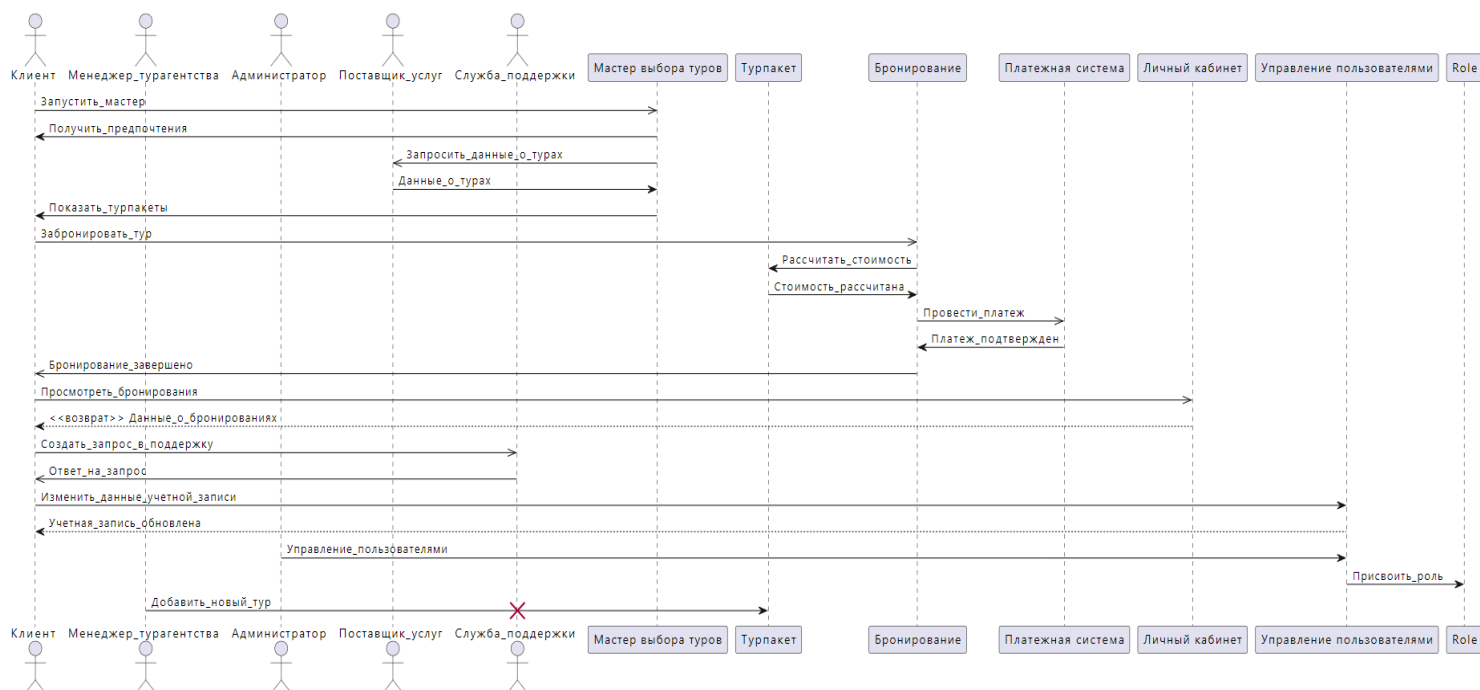 Клиент Менеджер_турагентства Администратор Поставщик_услуг Служба_поддержки Мастер выбора туров Турпакет Бронирование Платежная система Личный кабинет Управление пользователями Role
Запустить_мастер
Получить_предпочтения
Запросить_данные_о_турах
Данные_о_турах
Показать_турпакеты
Забронировать_тур
Рассчитать_стоимость
Стоимость_рассчитана
Провести_платеж
Платеж_подтвержден
Бронирование_завершено
Просмотреть_бронирования
<<возврат>> Данные_о_бронированиях
Создать_запрос_в_поддержку
Ответ_на_запрос
Изменить_данные_учетной_записи
Учетная_запись_обновлена
Управление_пользователями
Присвоить_роль
Добавить_новый_тур
Клиент Менеджер_турагентства Администратор Поставщик_услуг Служба_поддержки Мастер выбора туров Турпакет Бронирование Платежная система Личный кабинет Управление пользователями Role